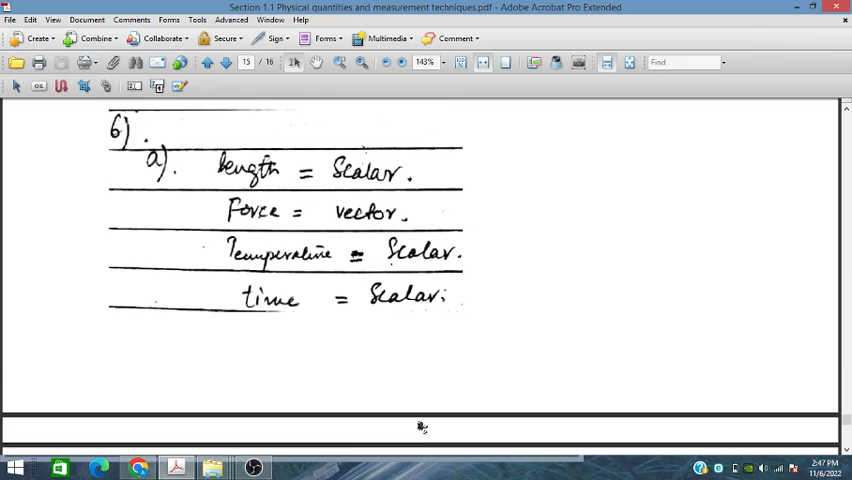 Section 1.1 Physical quantities and measurement techniques.pdf - Adobe Acrobat Pro Extended
File Edit View Document Comments Forms Tools Advanced Window Help
Create Combine Collaborate Secure Sign Forms Multimedia Comment
15 / 16 143% Find
6).
a). length = Scalar.
Force = vector.
Temperature = Scalar.
time = Scalar.
2:47 PM
11/6/2022